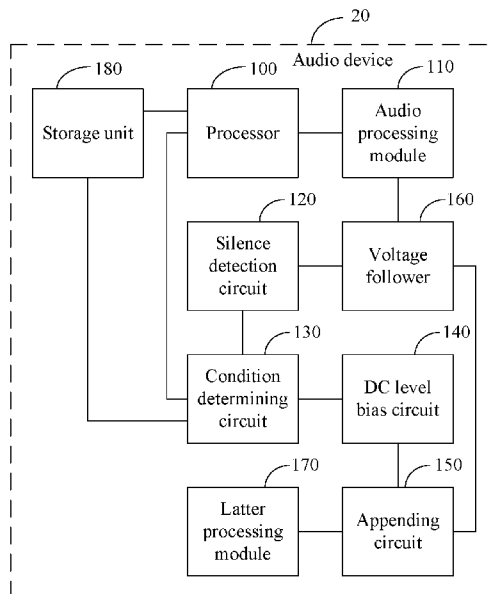 20
Audio device
180
100
110
Storage unit
Processor
Audio
processing
module
120
160
Silence
detection
circuit
Voltage
follower
130
140
Condition
determining
circuit
DC level
bias circuit
170
150
Latter
processing
module
Appending
circuit